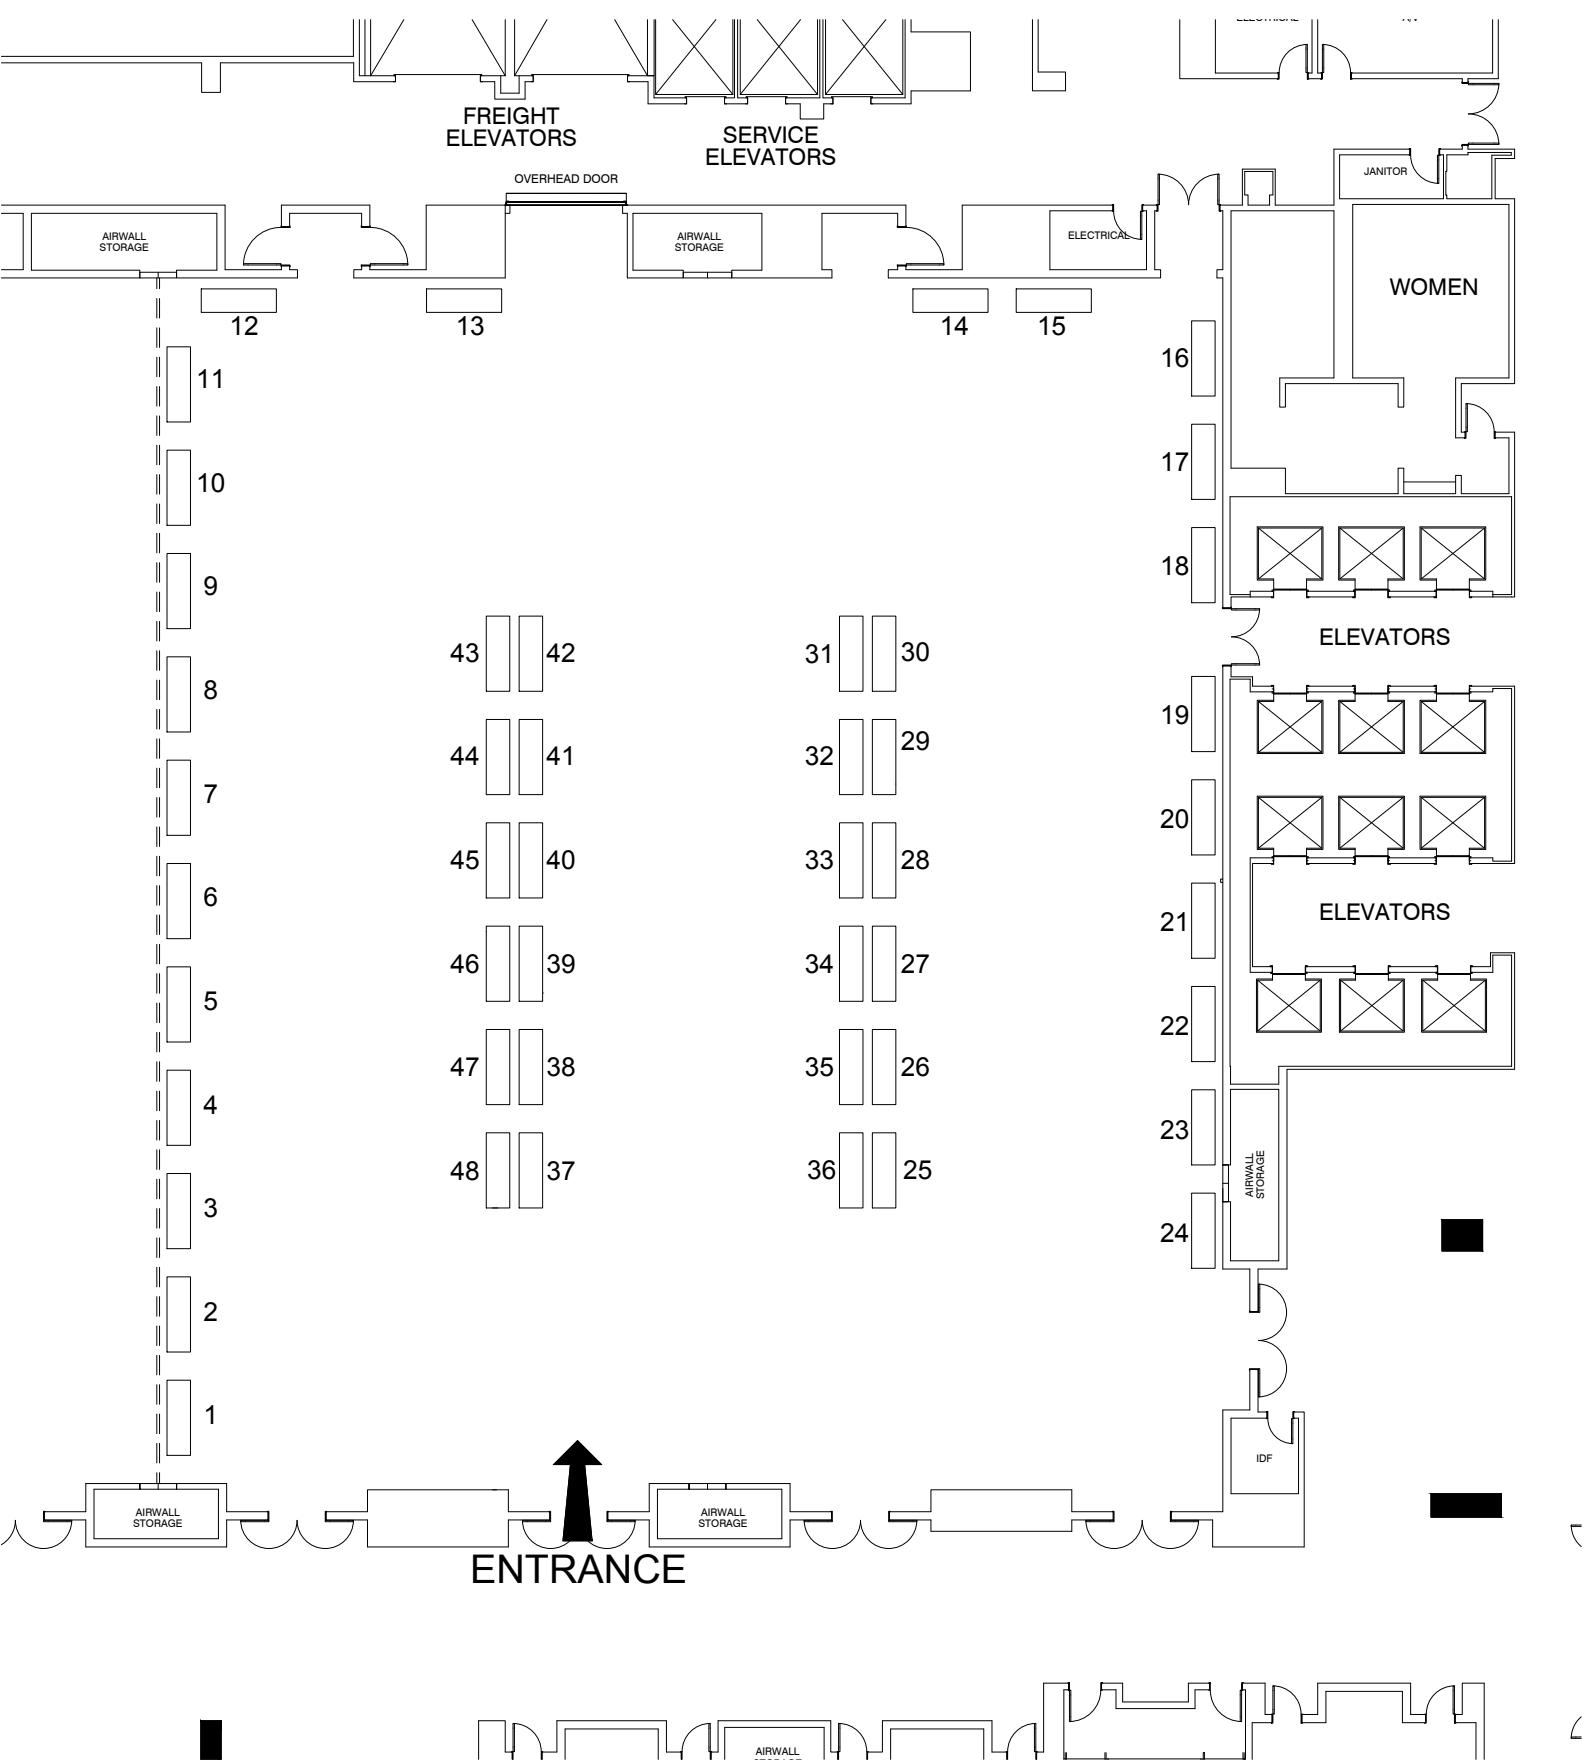 FREIGHT
ELEVATORS
SERVICE
ELEVATORS
OVERHEAD DOOR
JANITOR
AIRWALL
STORAGE
AIRWALL
STORAGE
ELECTRICAL
WOMEN
12
13
14
15
16
11
17
10
18
9
ELEVATORS
43
42
31
30
8
19
44
41
32
29
7
20
45
40
33
28
6
21
ELEVATORS
46
39
34
27
5
22
47
38
35
26
4
23
AIRWALL
STORAGE
48
37
36
25
3
24
2
1
IDF
AIRWALL
STORAGE
AIRWALL
STORAGE
ENTRANCE
AIRWALL